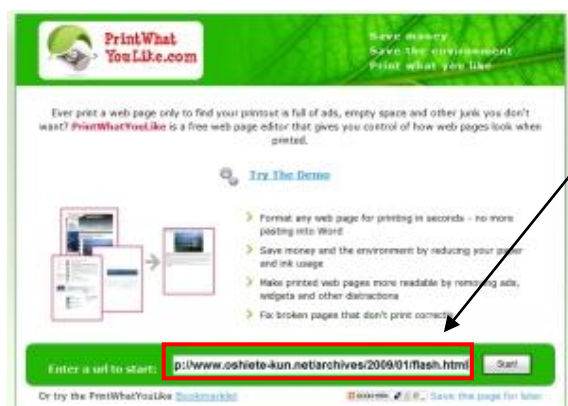 PrintWhat
YouLike.com
Save money
Save the environment
Print what you like
Ever print a web page only to find your printout is full of ads, empty space and other junk you don't
want? PrintWhatYouLike is a free web page editor that gives you control of how web pages look when
printed.
Try The Demo
Format any web page for printing in seconds - no more
pasting into Word
Save money and the environment by reducing your paper
and ink usage
Make printed web pages more readable by removing ads,
widgets and other distractions
Fix broken pages that don't print correctly
Enter a url to start: p://www.oshiete-kun.net/archives/2009/01/flash.html Start
Or try the PrintWhatYouLike Bookmarklet Save this page for later